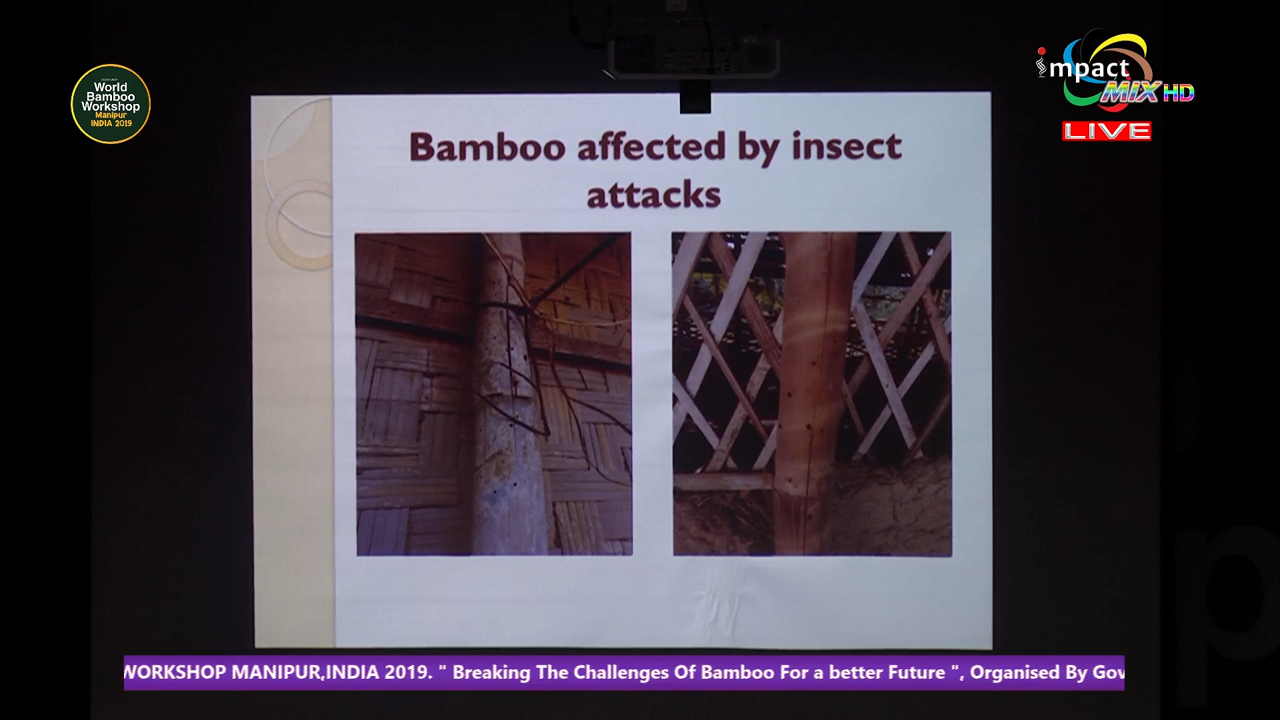 World
Bamboo
Workshop
Manipur
INDIA 2019
impact
MIX HD
LIVE
Bamboo affected by insect
attacks
WORKSHOP MANIPUR,INDIA 2019. " Breaking The Challenges Of Bamboo For a better Future ", Organised By Gov